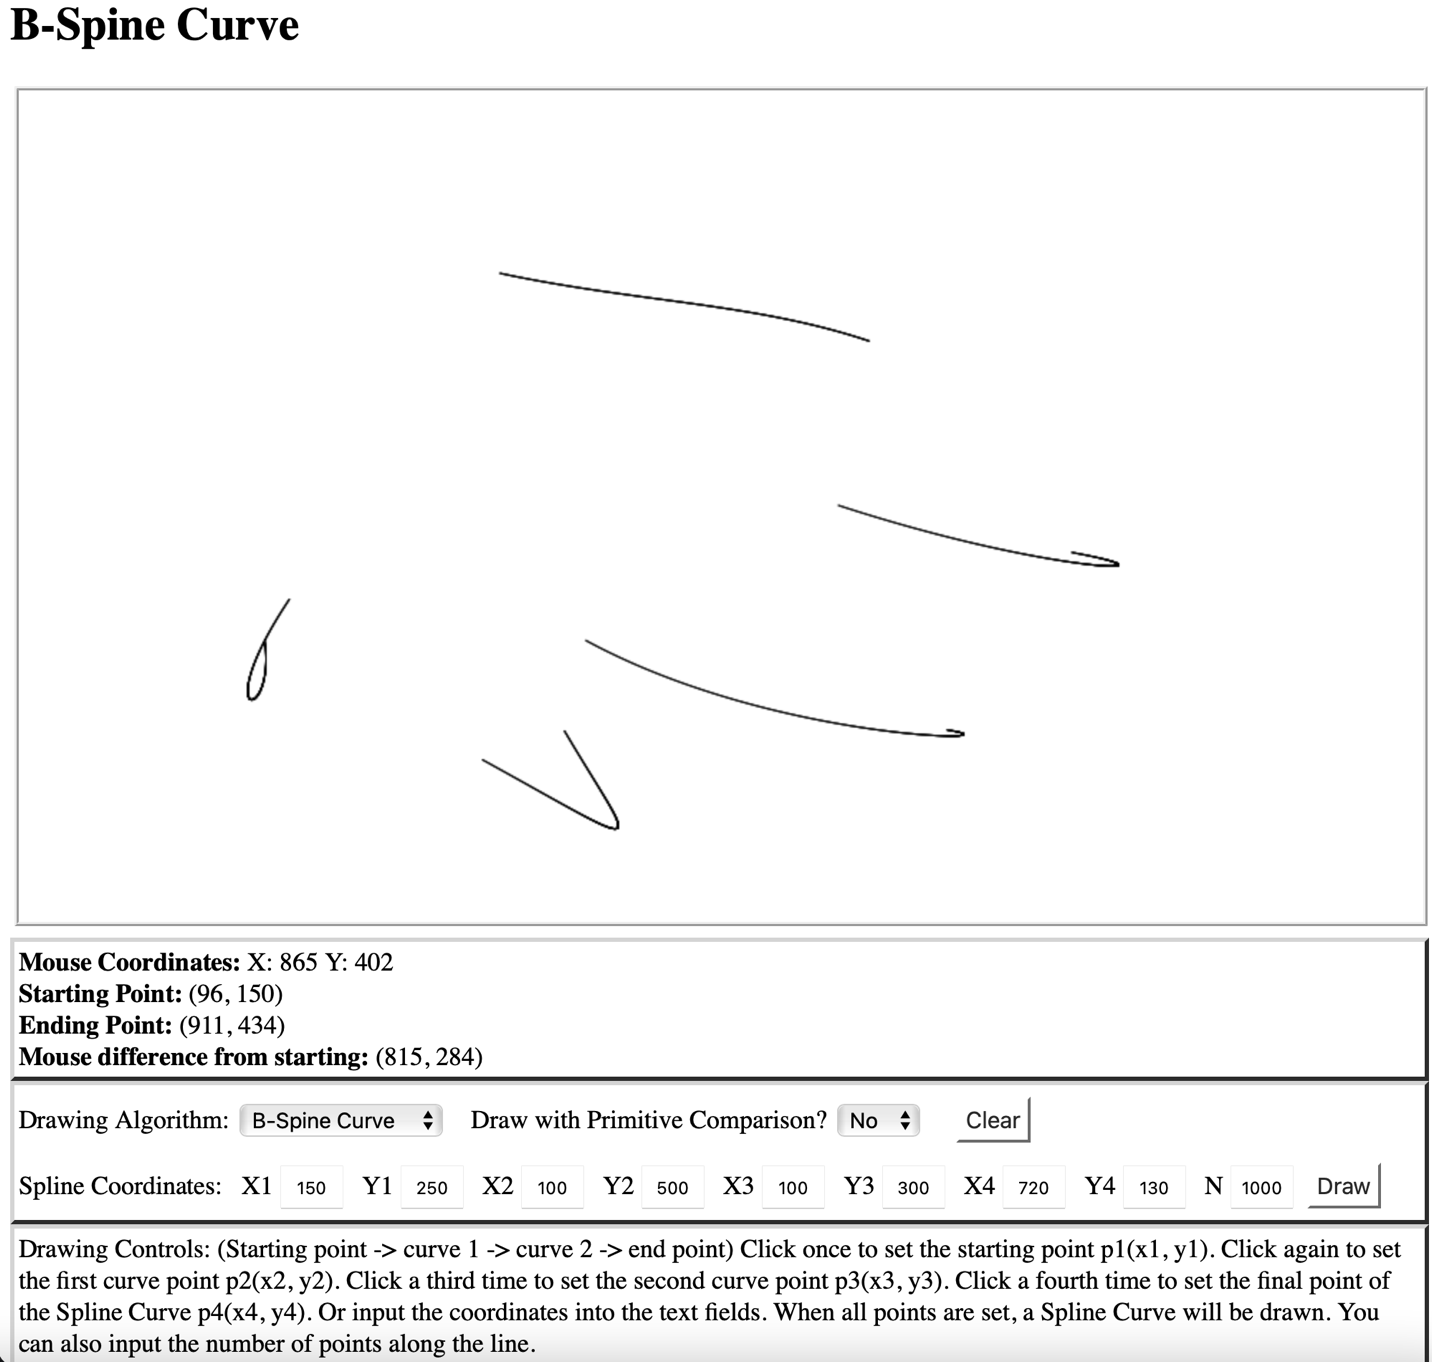 B-Spine Curve
Mouse Coordinates: X: 865 Y: 402
Starting Point: (96, 150)
Ending Point: (911, 434)
Mouse difference from starting: (815, 284)
Drawing Algorithm: B-Spine Curve Draw with Primitive Comparison? No Clear
Spline Coordinates: X1 150 Y1 250 X2 100 Y2 500 X3 100 Y3 300 X4 720 Y4 130 N 1000 Draw
Drawing Controls: (Starting point -> curve 1 -> curve 2 -> end point) Click once to set the starting point p1(x1, y1). Click again to set
the first curve point p2(x2, y2). Click a third time to set the second curve point p3(x3, y3). Click a fourth time to set the final point of
the Spline Curve p4(x4, y4). Or input the coordinates into the text fields. When all points are set, a Spline Curve will be drawn. You
can also input the number of points along the line.